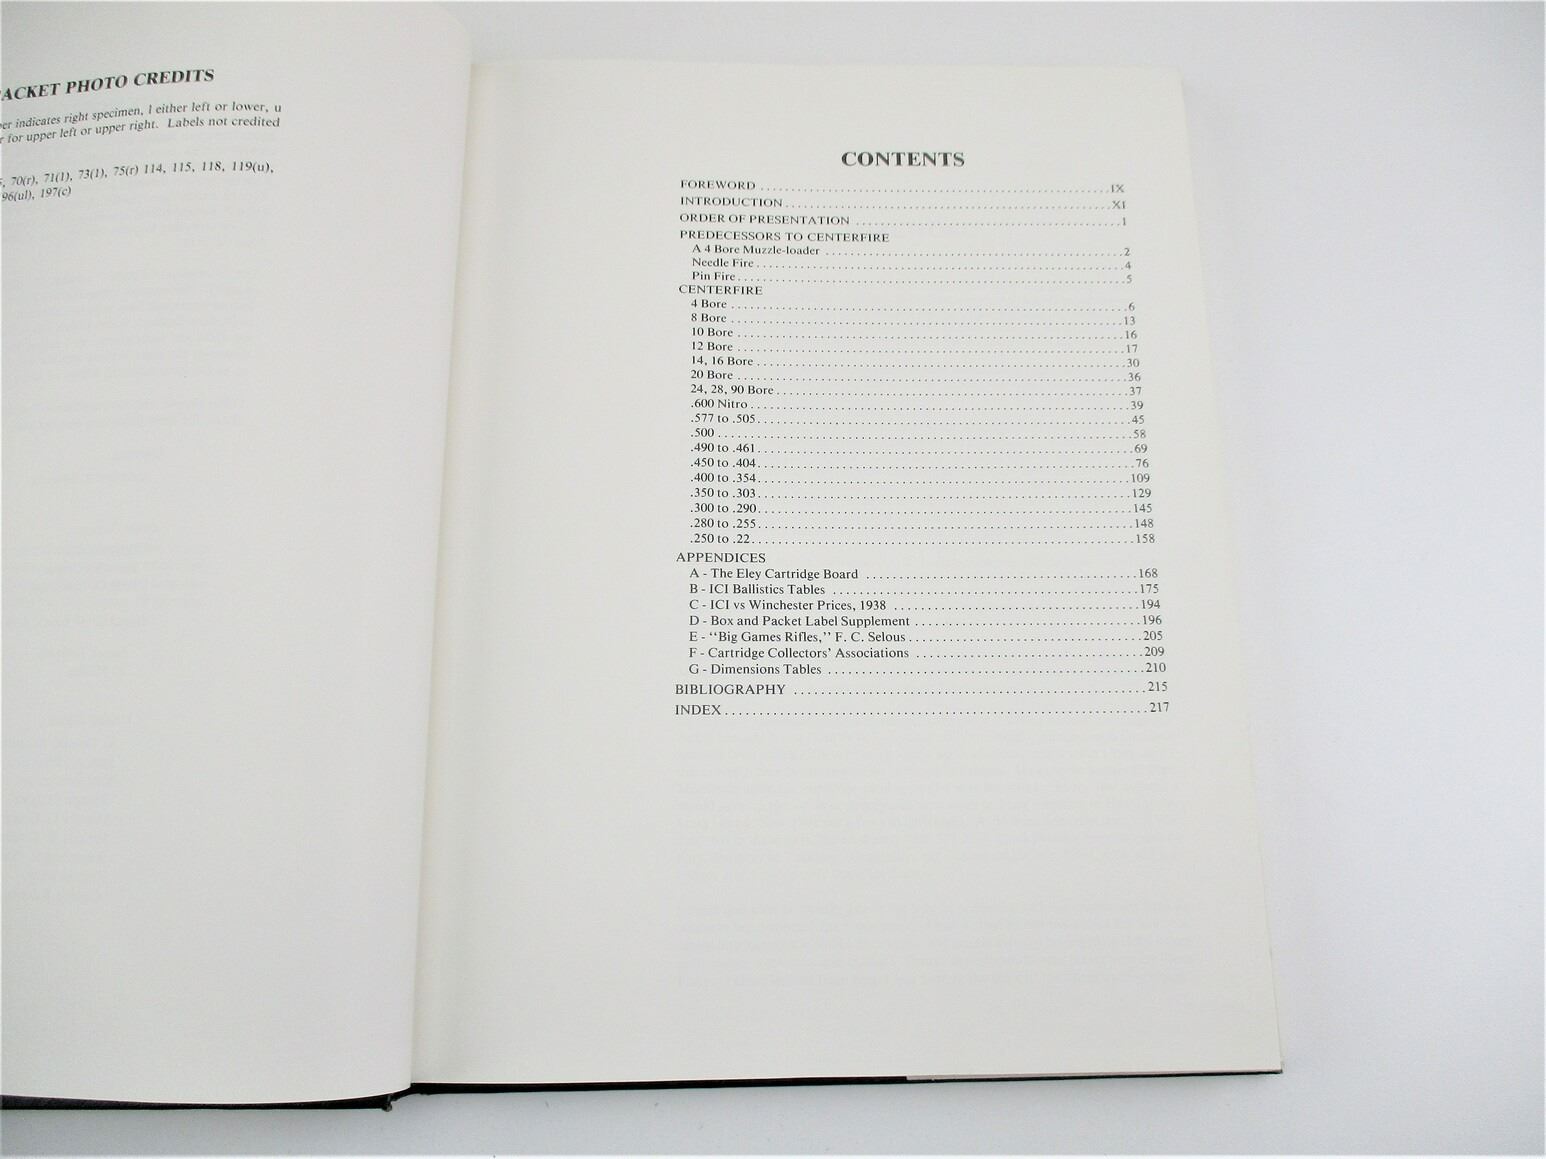 PACKET PHOTO CREDITS
indicates right specimen, l either left or lower, u
for upper left or upper right. Labels not credited
70(r), 71(l), 73(l), 75(r) 114, 115, 118, 119(u),
96(ul), 197(c)
CONTENTS
FOREWORD ........ IX
INTRODUCTION ........ XI
ORDER OF PRESENTATION ........ 1
PREDECESSORS TO CENTERFIRE
A 4 Bore Muzzle-loader ........ 2
Needle Fire ........ 4
Pin Fire ........ 5
CENTERFIRE
4 Bore ........ 6
8 Bore ........ 13
10 Bore ........ 16
12 Bore ........ 17
14, 16 Bore ........ 30
20 Bore ........ 36
24, 28, 90 Bore ........ 37
.600 Nitro ........ 39
.577 to .505 ........ 45
.500 ........ 58
.490 to .461 ........ 69
.450 to .404 ........ 76
.400 to .354 ........ 109
.350 to .303 ........ 129
.300 to .290 ........ 145
.280 to .255 ........ 148
.250 to .22 ........ 158
APPENDICES
A - The Eley Cartridge Board ........ 168
B - ICI Ballistics Tables ........ 175
C - ICI vs Winchester Prices, 1938 ........ 194
D - Box and Packet Label Supplement ........ 196
E - "Big Games Rifles," F. C. Selous ........ 205
F - Cartridge Collectors' Associations ........ 209
G - Dimensions Tables ........ 210
BIBLIOGRAPHY ........ 215
INDEX ........ 217